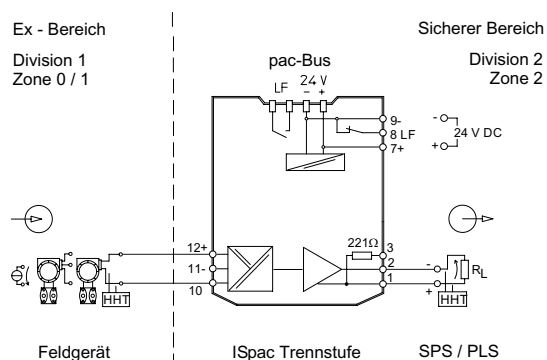 Ex - Bereich
Sicherer Bereich
Division 1
Zone 0 / 1
pac-Bus
Division 2
Zone 2
LF
24 V
- +
9-
8 LF
7+
-
24 V DC
+
12+
11-
10
221Ω
3
2
1
-
+
RL
HHT
HHT
Feldgerät
ISpac Trennstufe
SPS / PLS